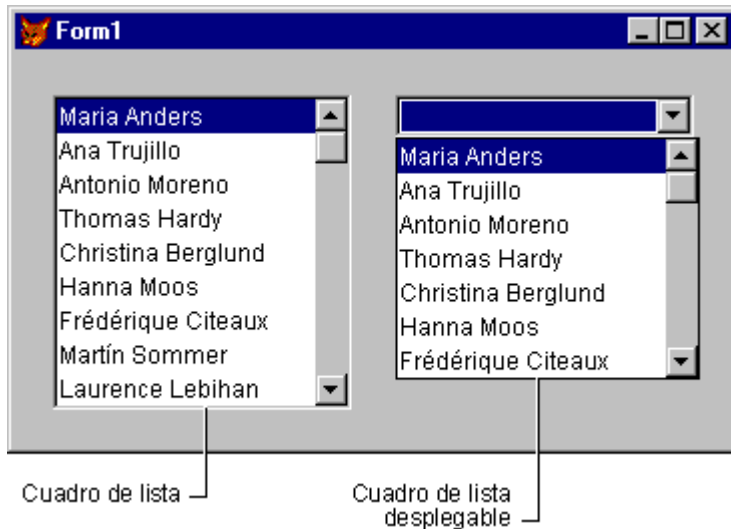 Form1
Maria Anders
Ana Trujillo
Antonio Moreno
Thomas Hardy
Christina Berglund
Hanna Moos
Frédérique Citeaux
Martín Sommer
Laurence Lebihan
Maria Anders
Ana Trujillo
Antonio Moreno
Thomas Hardy
Christina Berglund
Hanna Moos
Frédérique Citeaux
Cuadro de lista
Cuadro de lista
desplegable